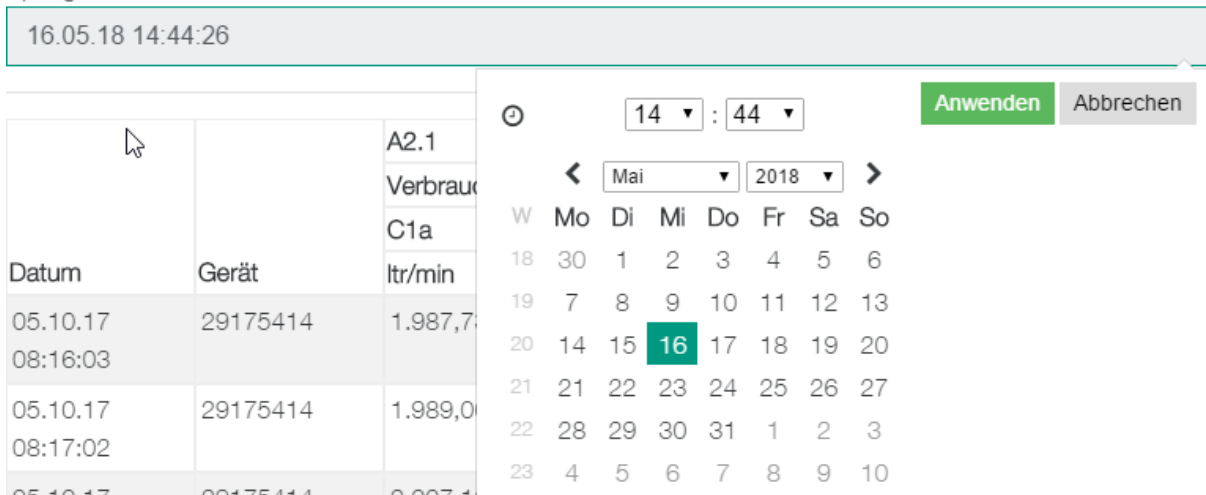 16.05.18 14:44:26
14 : 44
Anwenden Abbrechen
Mai 2018
W Mo Di Mi Do Fr Sa So
18 30 1 2 3 4 5 6
19 7 8 9 10 11 12 13
20 14 15 16 17 18 19 20
21 21 22 23 24 25 26 27
22 28 29 30 31 1 2 3
23 4 5 6 7 8 9 10
A2.1
C1a
Datum Gerät ltr/min
05.10.17 29175414
08:16:03
05.10.17 29175414
08:17:02